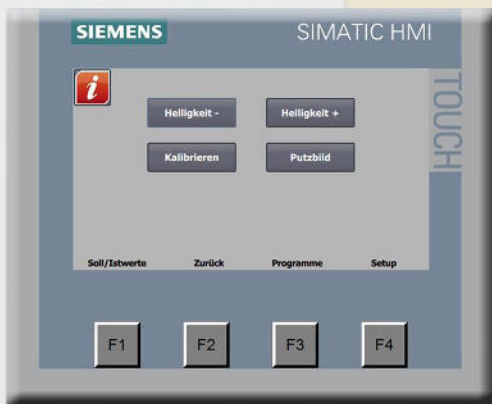 SIEMENS SIMATIC HMI
TOUCH
i
Helligkeit - Helligkeit +
Kalibrieren Putzbild
Soll/Istwerte Zurück Programme Setup
F1 F2 F3 F4